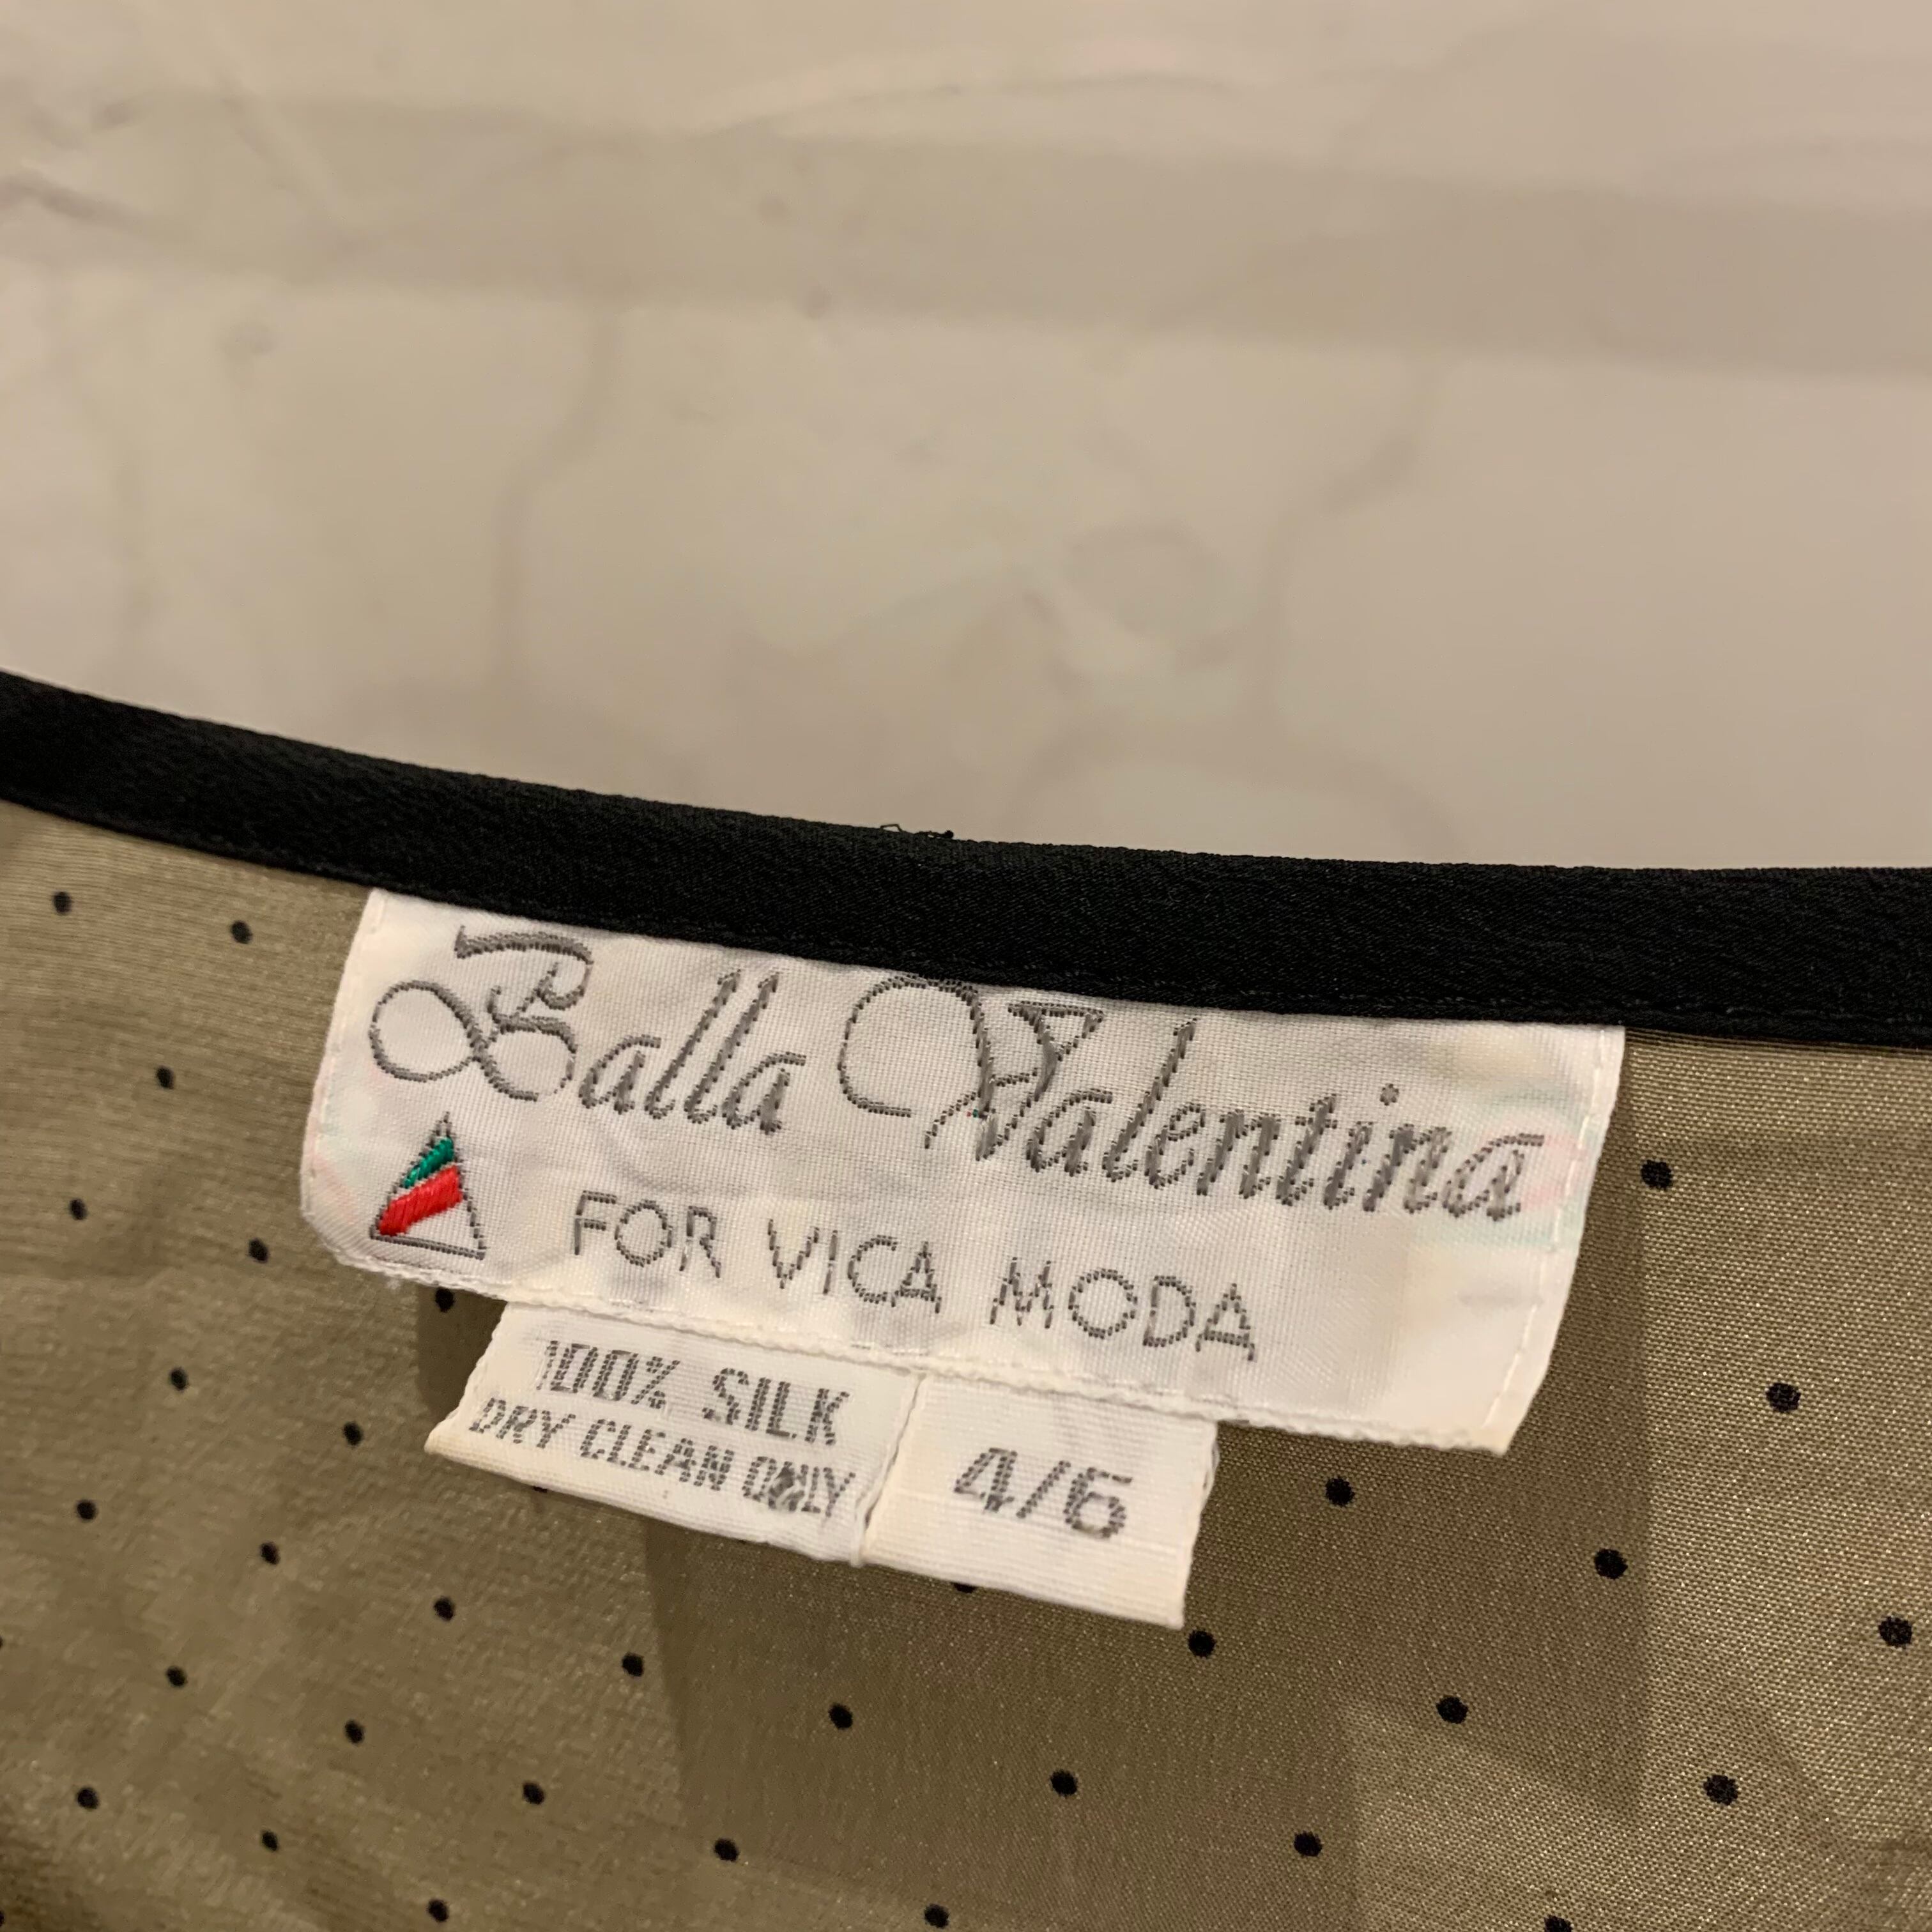 Balla Valentina
FOR VICA MODA
100% SILK
DRY CLEAN ONLY
4/6